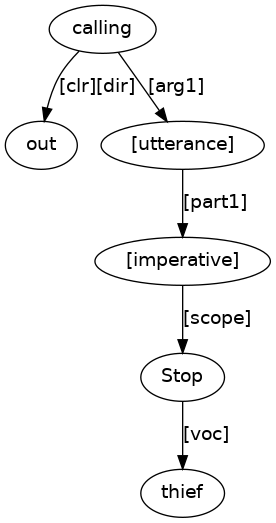 calling
[clr][dir] [arg1]
out [utterance]
[part1]
[imperative]
[scope]
Stop
[voc]
thief